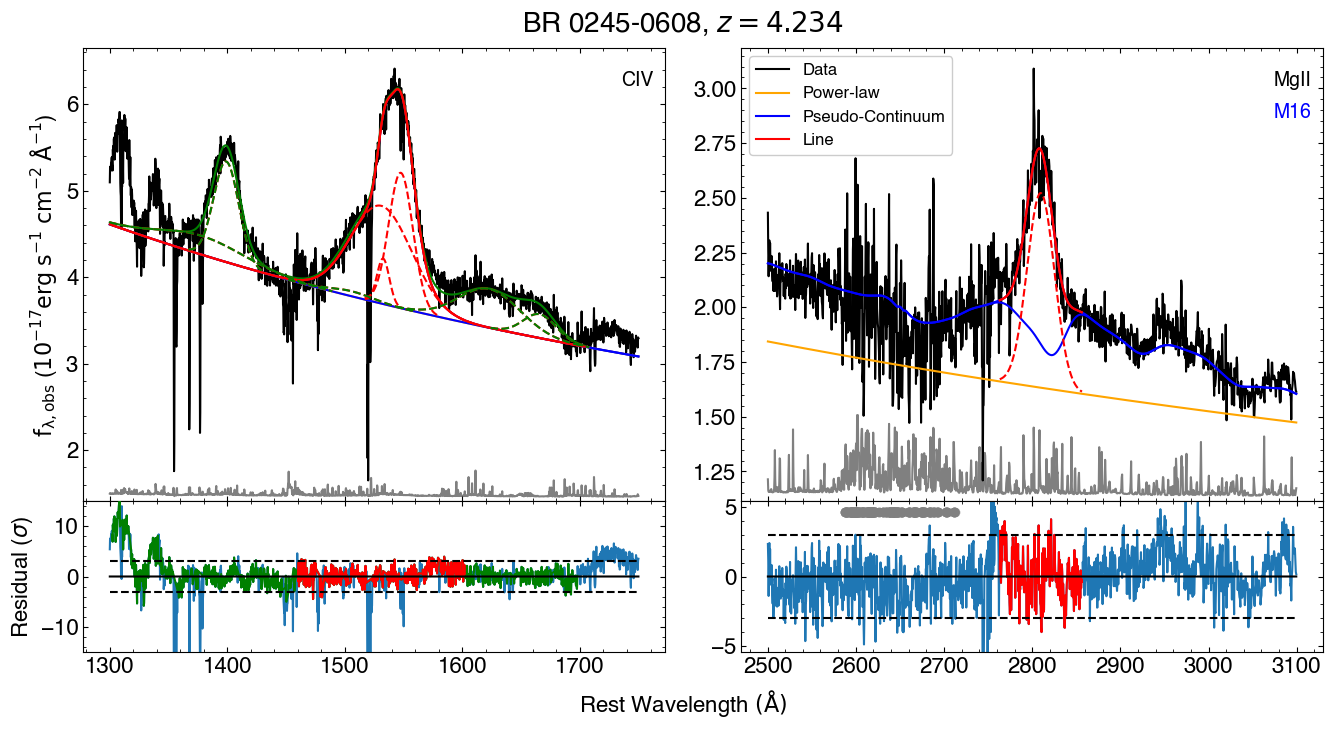 BR 0245-0608, z = 4.234
CIV
f_λ,obs (10⁻¹⁷erg s⁻¹ cm⁻² Å⁻¹)
6
5
4
3
2
Data
Power-law
Pseudo-Continuum
Line
MgII
M16
3.00
2.75
2.50
2.25
2.00
1.75
1.50
1.25
Residual (σ)
10
0
−10
1300 1400 1500 1600 1700
5
0
−5
2500 2600 2700 2800 2900 3000 3100
Rest Wavelength (Å)